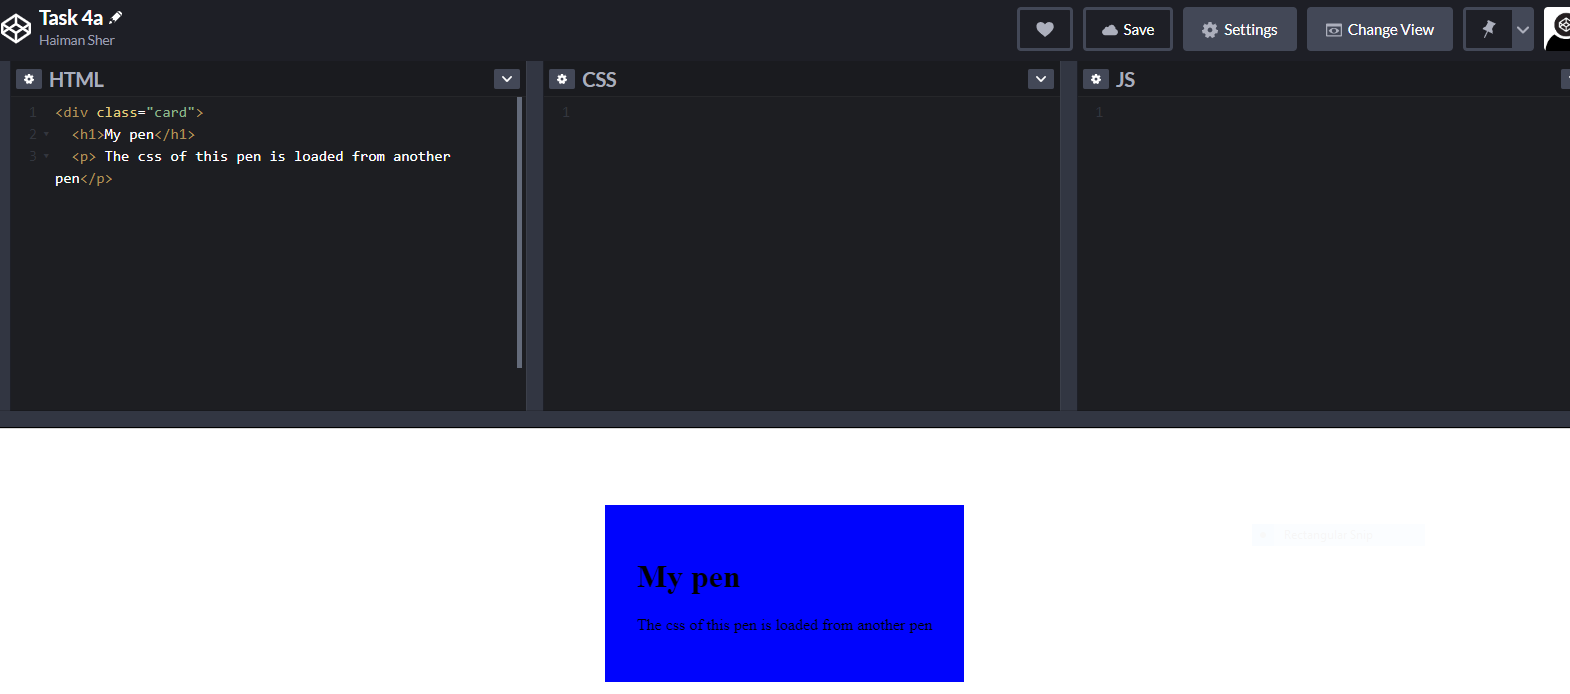 Task 4a
Haiman Sher
Save
Settings
Change View
HTML
CSS
JS
1 <div class="card">
2 <h1>My pen</h1>
3 <p> The css of this pen is loaded from another
pen</p>
1
1
My pen
The css of this pen is loaded from another pen